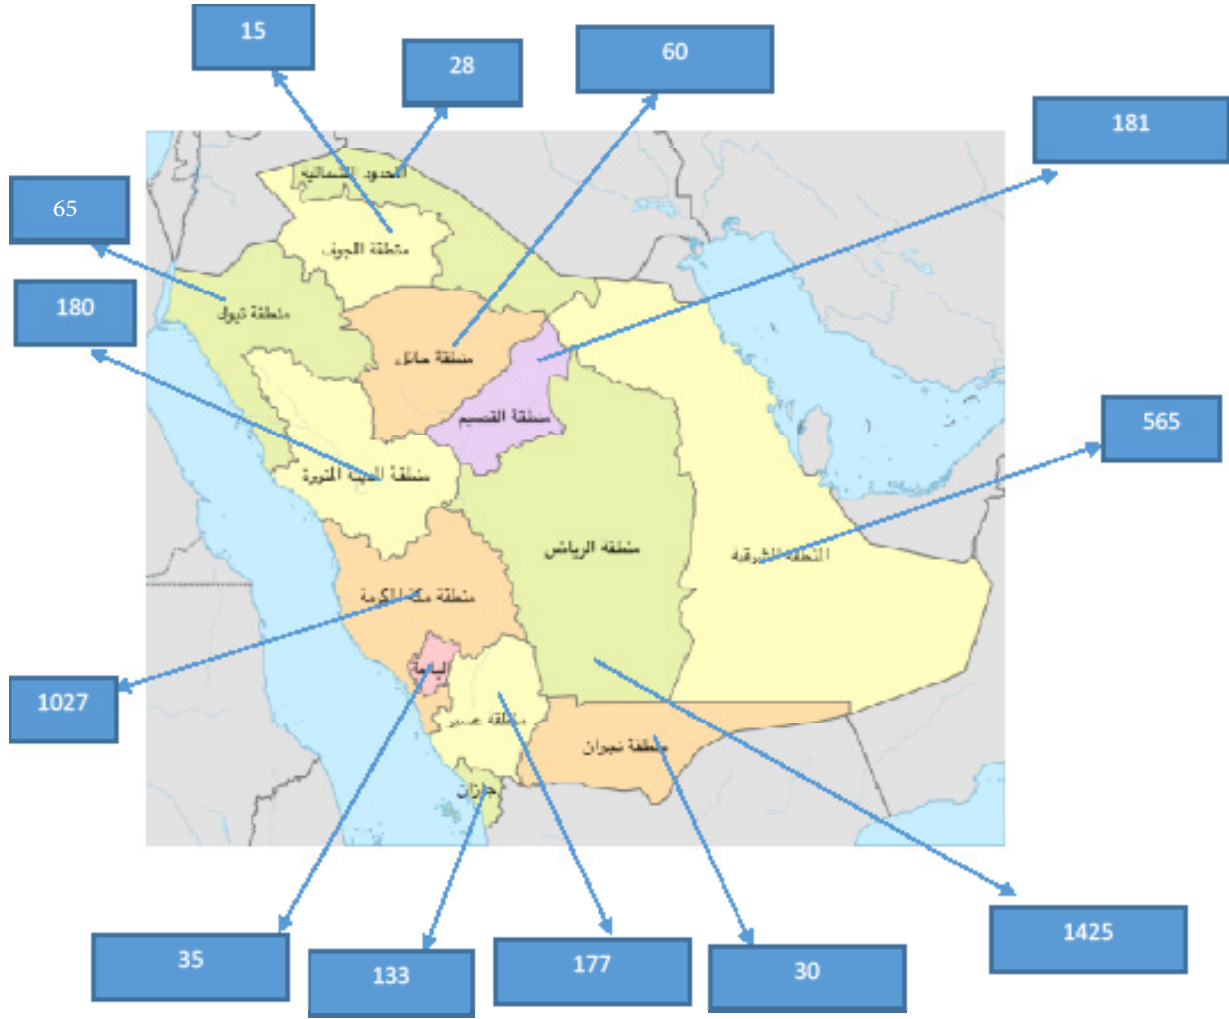 15
28
60
181
65
180
565
1027
35
133
177
30
1425
الحدود الشمالية
منطقة الجوف
منطقة تبوك
منطقة حائل
منطقة القصيم
منطقة المدينة المنورة
منطقة الرياض
المنطقة الشرقية
منطقة مكة المكرمة
الباحة
منطقة عسير
منطقة نجران
جازان